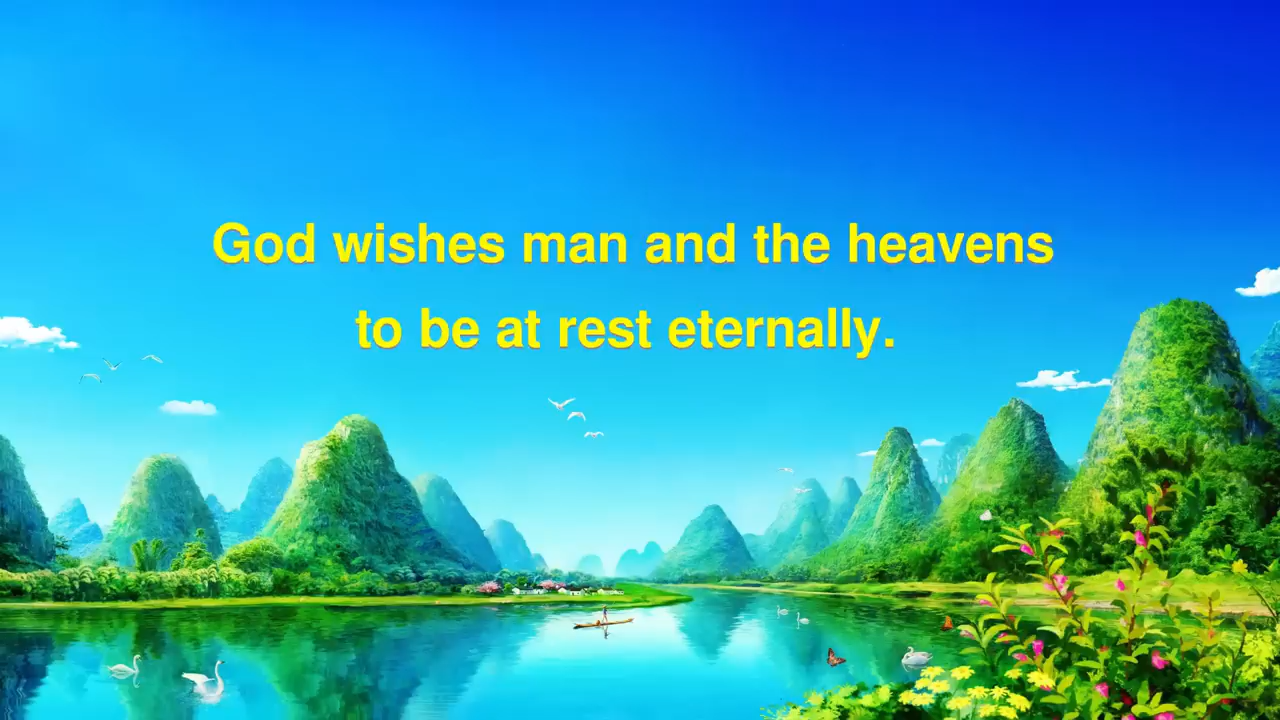 God wishes man and the heavens
to be at rest eternally.